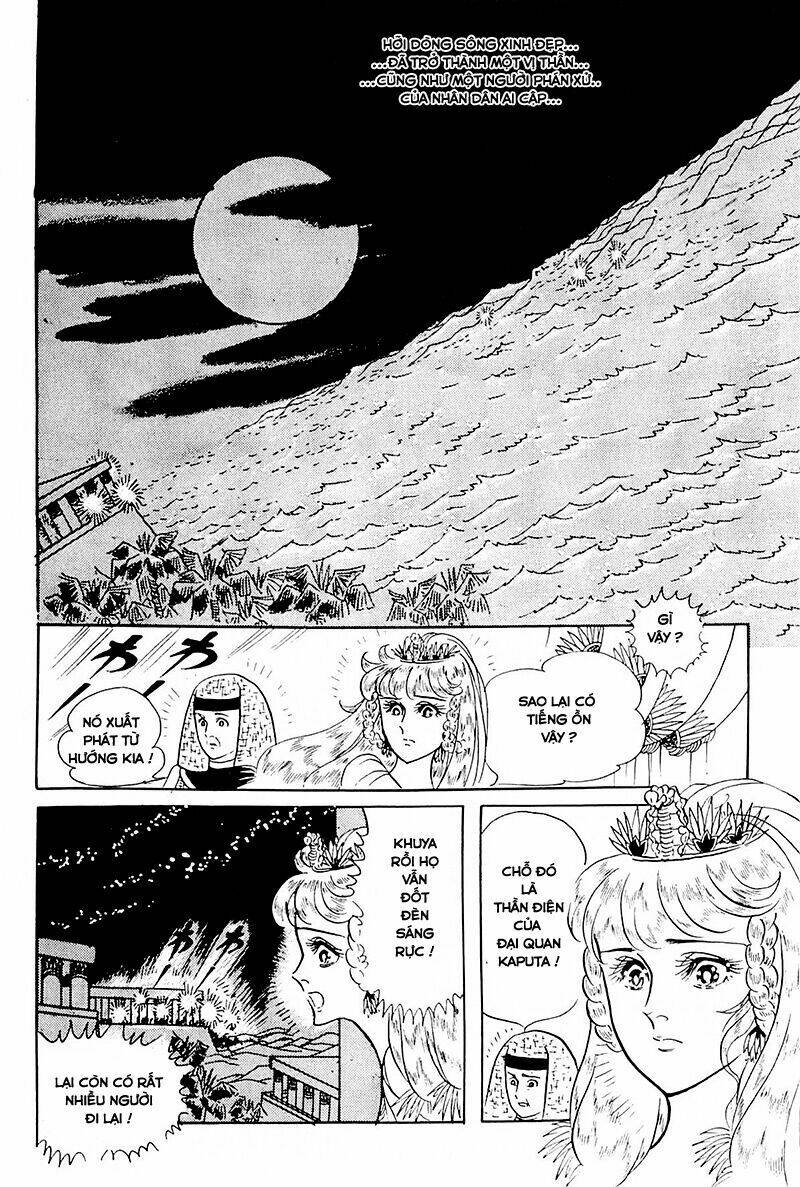 HỠI DÒNG SÔNG XINH ĐẸP...
...ĐÃ TRỞ THÀNH MỘT VỊ THẦN...
...CŨNG NHƯ MỘT NGƯỜI PHÁN XỬ..
CỦA NHÂN DÂN AI CẬP...
GÌ
VẬY ?
SAO LẠI CÓ
TIẾNG ỒN
VẬY ?
NÓ XUẤT
PHÁT TỪ
HƯỚNG KIA !
CHỖ ĐÓ
LÀ
THẦN ĐIỆN
CỦA
ĐẠI QUAN
KAPUTA !
KHUYA
RỒI HỌ
VẪN
ĐỐT
ĐÈN
SÁNG
RỰC !
LẠI CÒN CÓ RẤT
NHIỀU NGƯỜI
ĐI LẠI !